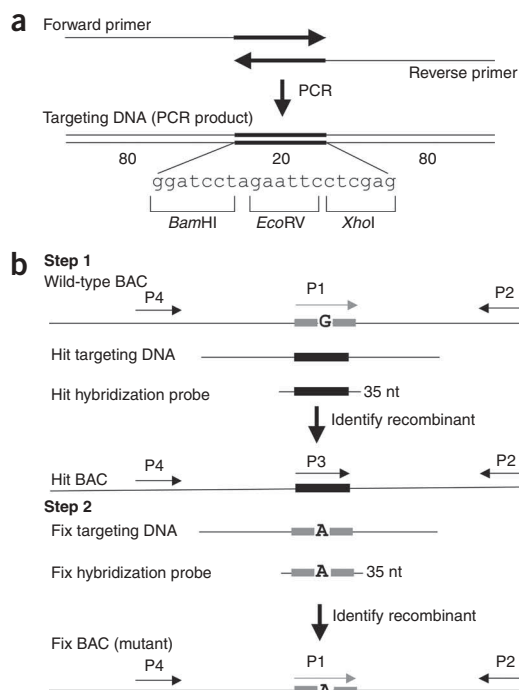 a
Forward primer
Reverse primer
PCR
Targeting DNA (PCR product)
80 20 80
ggatcctagaattcctcgag
BamHI EcoRV XhoI
b Step 1
Wild-type BAC
P4 P1 P2
G
Hit targeting DNA
Hit hybridization probe 35 nt
Identify recombinant
P4 P3 P2
Hit BAC
Step 2
Fix targeting DNA A
Fix hybridization probe A 35 nt
Identify recombinant
Fix BAC (mutant)
P4 P1 P2
A